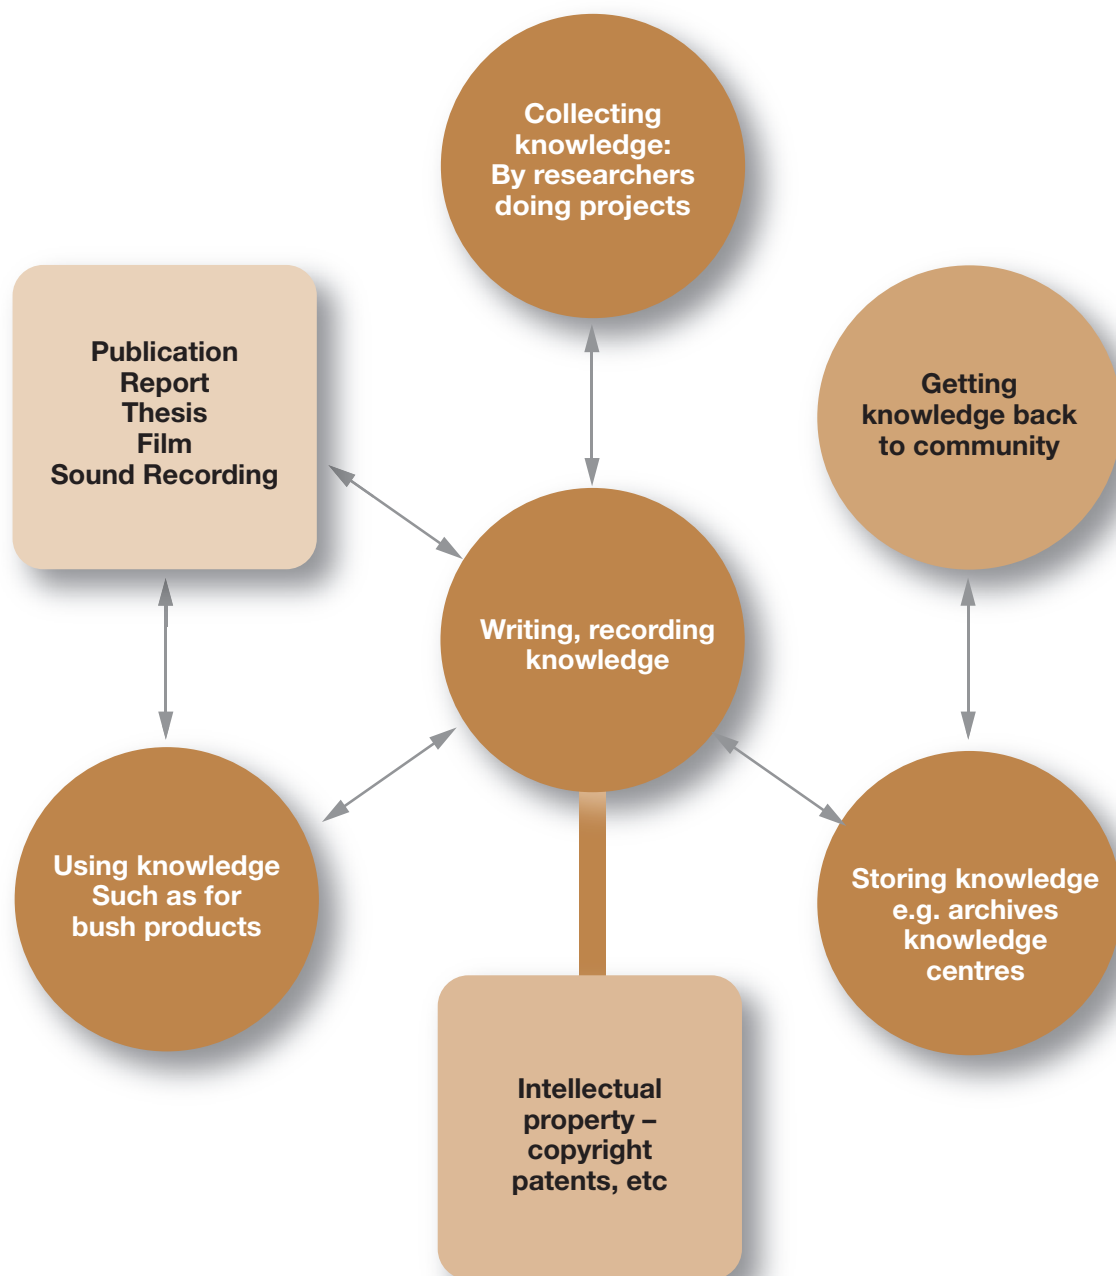 Collecting
knowledge:
By researchers
doing projects
Publication
Report
Thesis
Film
Sound Recording
Getting
knowledge back
to community
Writing, recording
knowledge
Using knowledge
Such as for
bush products
Storing knowledge
e.g. archives
knowledge
centres
Intellectual
property –
copyright
patents, etc